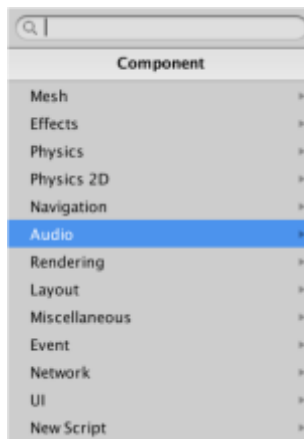 Component
Mesh
Effects
Physics
Physics 2D
Navigation
Audio
Rendering
Layout
Miscellaneous
Event
Network
UI
New Script